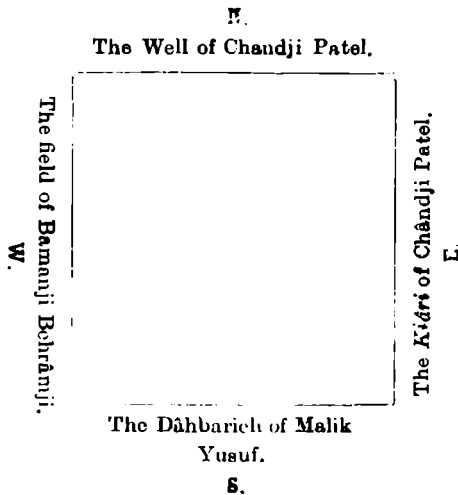 N.
The Well of Chandji Patel.
The field of Bamanji Behrâmji.
W.
The Kidri of Chândji Patel.
E.
The Dâhbarieh of Malik
Yusuf.
S.